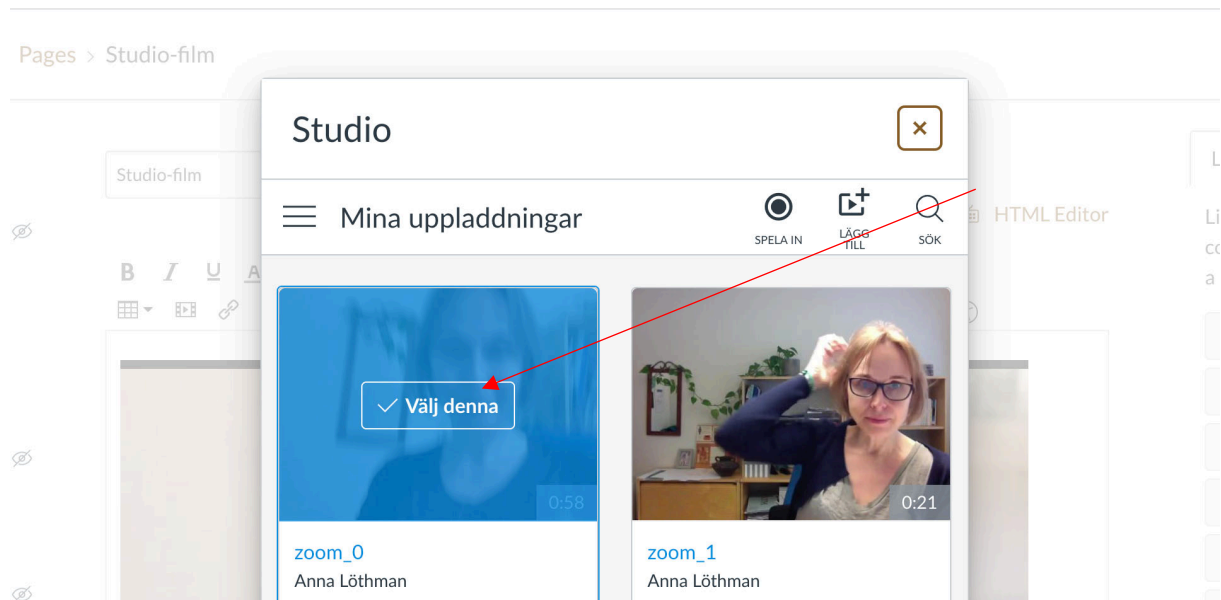 Pages > Studio-film
Studio
Studio-film
Mina uppladdningar
SPELA IN
LÄGG
TILL
SÖK
HTML Editor
B I U A
Välj denna
0:58
0:21
zoom_0
Anna Löthman
zoom_1
Anna Löthman